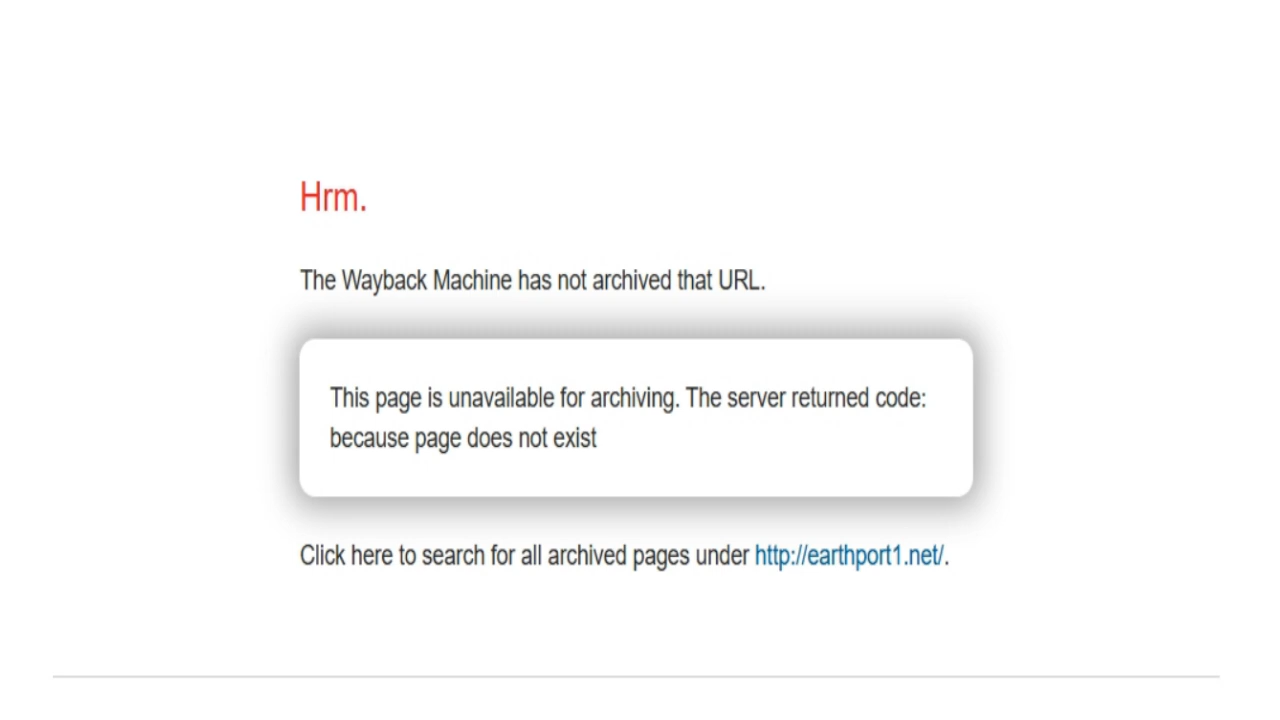 Hrm.
The Wayback Machine has not archived that URL.
This page is unavailable for archiving. The server returned code:
because page does not exist
Click here to search for all archived pages under http://earthport1.net/.